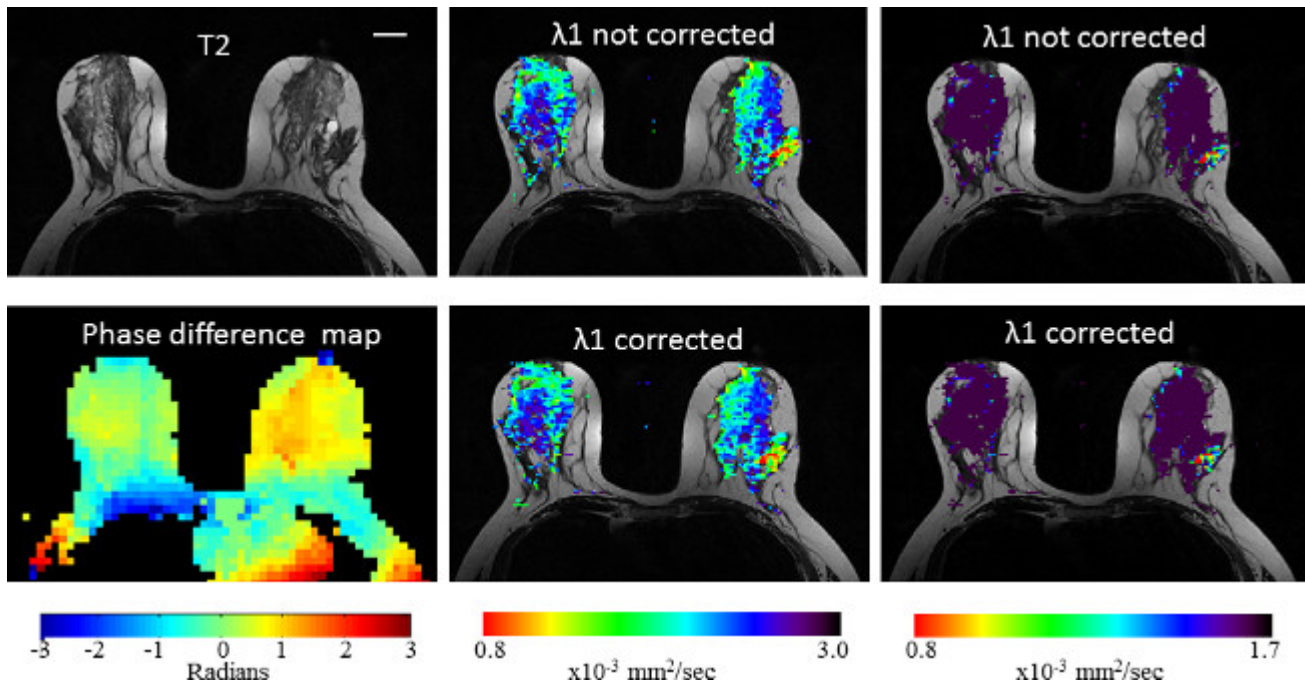 T2
λ1 not corrected
λ1 not corrected
Phase difference map
λ1 corrected
λ1 corrected
-3 -2 -1 0 1 2 3
Radians
0.8 3.0
x10⁻³ mm²/sec
0.8 1.7
x10⁻³ mm²/sec